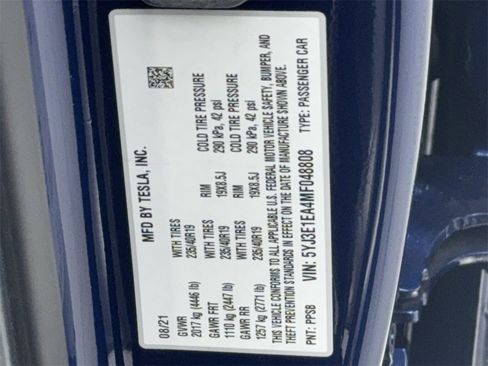 MFD BY TESLA, INC.
08/21
GVWR WITH TIRES RIM COLD TIRE PRESSURE
2017 kg (4446 lb) 235/40R19 19X8.5J 290 kPa, 42 psi
GAWR FRT WITH TIRES RIM COLD TIRE PRESSURE
1110 kg (2447 lb) 235/40R19 19X8.5J 290 kPa, 42 psi
GAWR RR
1257 kg (2771 lb) 235/40R19 19X8.5J
THIS VEHICLE CONFORMS TO ALL APPLICABLE U.S. FEDERAL MOTOR VEHICLE SAFETY, BUMPER, AND
THEFT PREVENTION STANDARDS IN EFFECT ON THE DATE OF MANUFACTURE SHOWN ABOVE.
VIN: 5YJ3E1EA4MF048808
PNT: PPSB TYPE: PASSENGER CAR